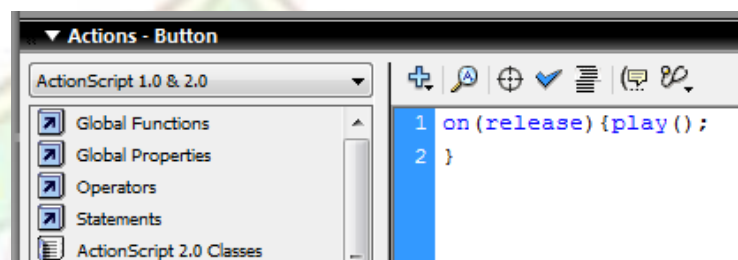 Actions - Button
ActionScript 1.0 & 2.0
Global Functions
Global Properties
Operators
Statements
ActionScript 2.0 Classes
1 on(release){play();
2 }